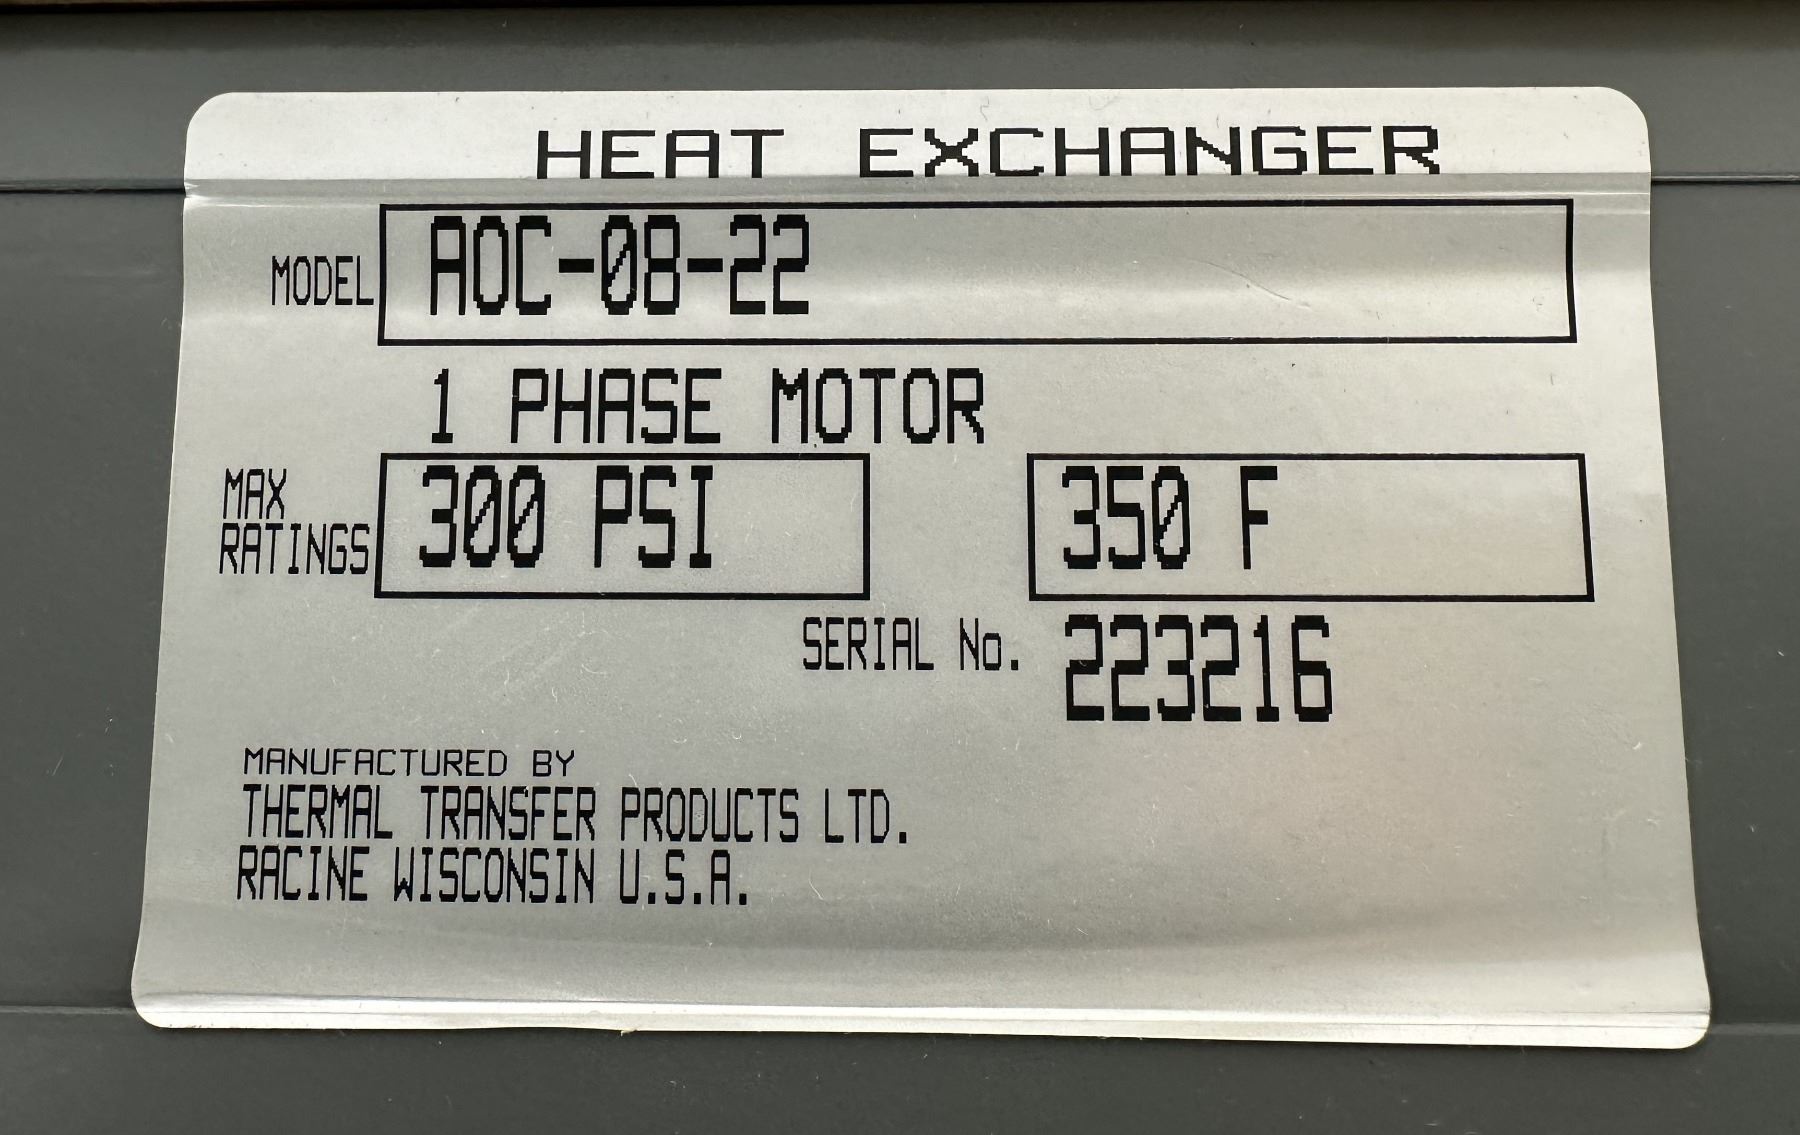 HEAT EXCHANGER
MODEL AOC-08-22
1 PHASE MOTOR
MAX RATINGS 300 PSI 350 F
SERIAL No. 223216
MANUFACTURED BY
THERMAL TRANSFER PRODUCTS LTD.
RACINE WISCONSIN U.S.A.